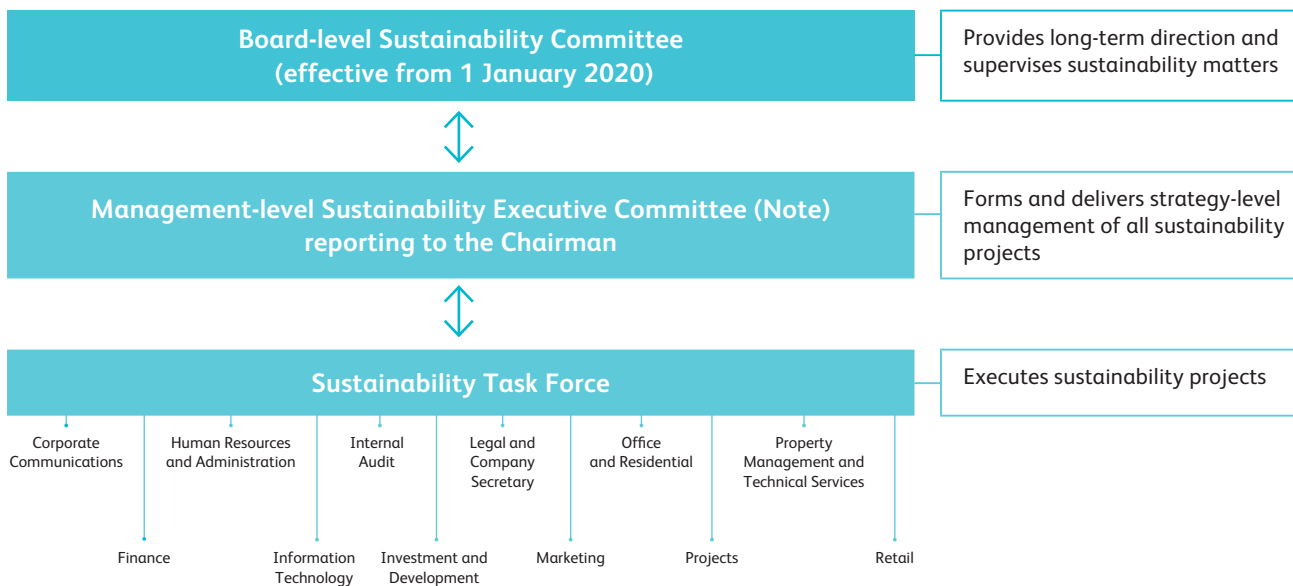 Board-level Sustainability Committee
(effective from 1 January 2020)
Provides long-term direction and
supervises sustainability matters
Management-level Sustainability Executive Committee (Note)
reporting to the Chairman
Forms and delivers strategy-level
management of all sustainability
projects
Sustainability Task Force
Executes sustainability projects
Corporate
Communications
Human Resources
and Administration
Internal
Audit
Legal and
Company
Secretary
Office
and Residential
Property
Management and
Technical Services
Finance
Information
Technology
Investment and
Development
Marketing
Projects
Retail